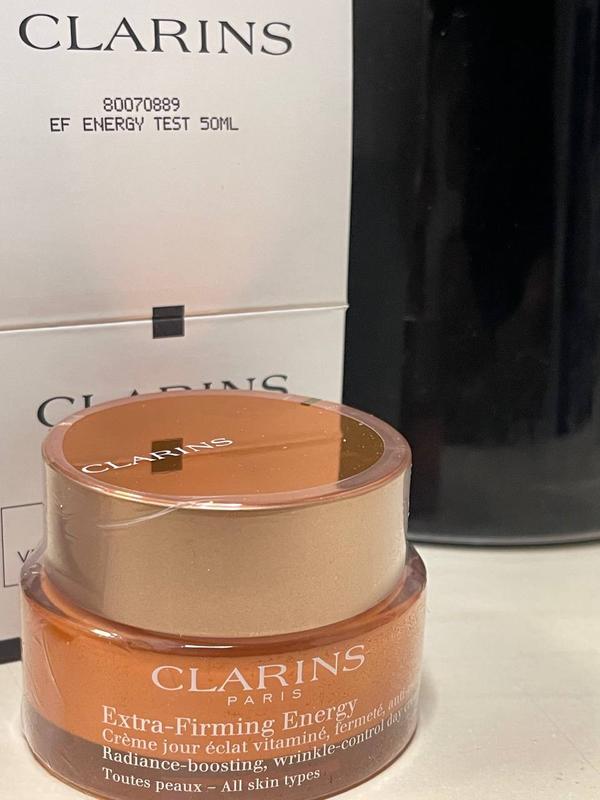 CLARINS
80070889
EF ENERGY TEST 50ML
CLARINS
CLARINS
CLARINS
PARIS
Extra-Firming Energy
Crème jour éclat vitaminé, fermeté,
Radiance-boosting, wrinkle-control day
Toutes peaux – All skin types